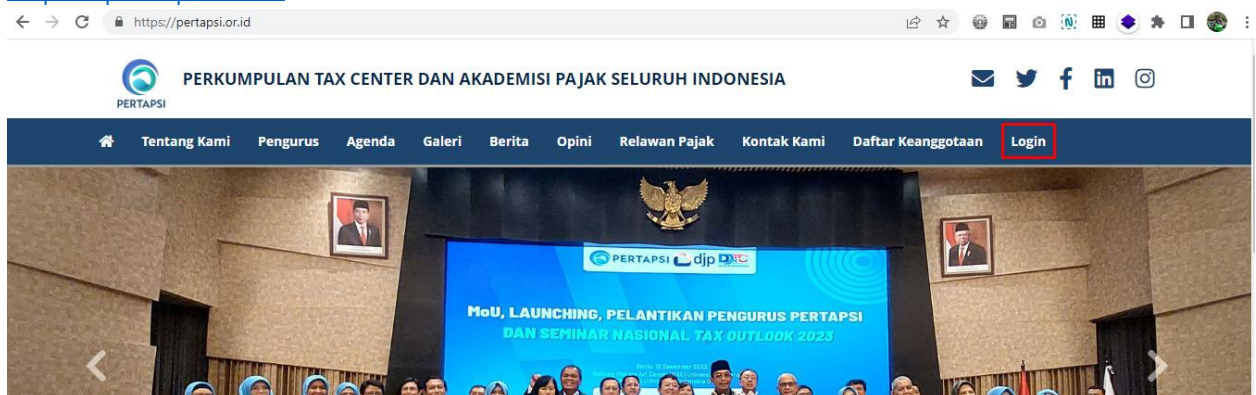 https://pertapsi.or.id
PERKUMPULAN TAX CENTER DAN AKADEMISI PAJAK SELURUH INDONESIA
PERTAPSI
Tentang Kami Pengurus Agenda Galeri Berita Opini Relawan Pajak Kontak Kami Daftar Keanggotaan Login
PERTAPSI djp DDTC
MoU, LAUNCHING, PELANTIKAN PENGURUS PERTAPSI
DAN SEMINAR NASIONAL TAX OUTLOOK 2023